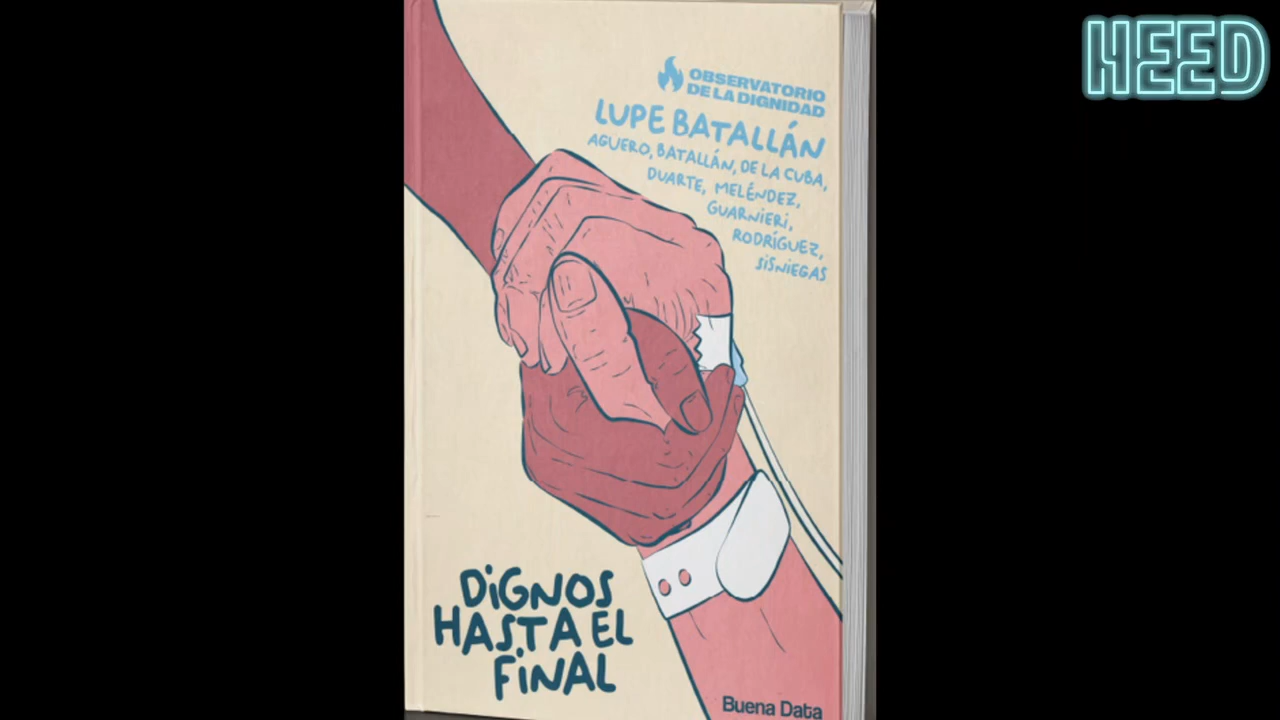 HEED
OBSERVATORIO
DE LA DIGNIDAD
LUPE BATALLÁN
AGUERO, BATALLÁN, DE LA CUBA,
DUARTE, MELÉNDEZ,
GUARNIERI,
RODRÍGUEZ,
SISNIEGAS
DIGNOS
HASTA EL
FINAL
Buena Data